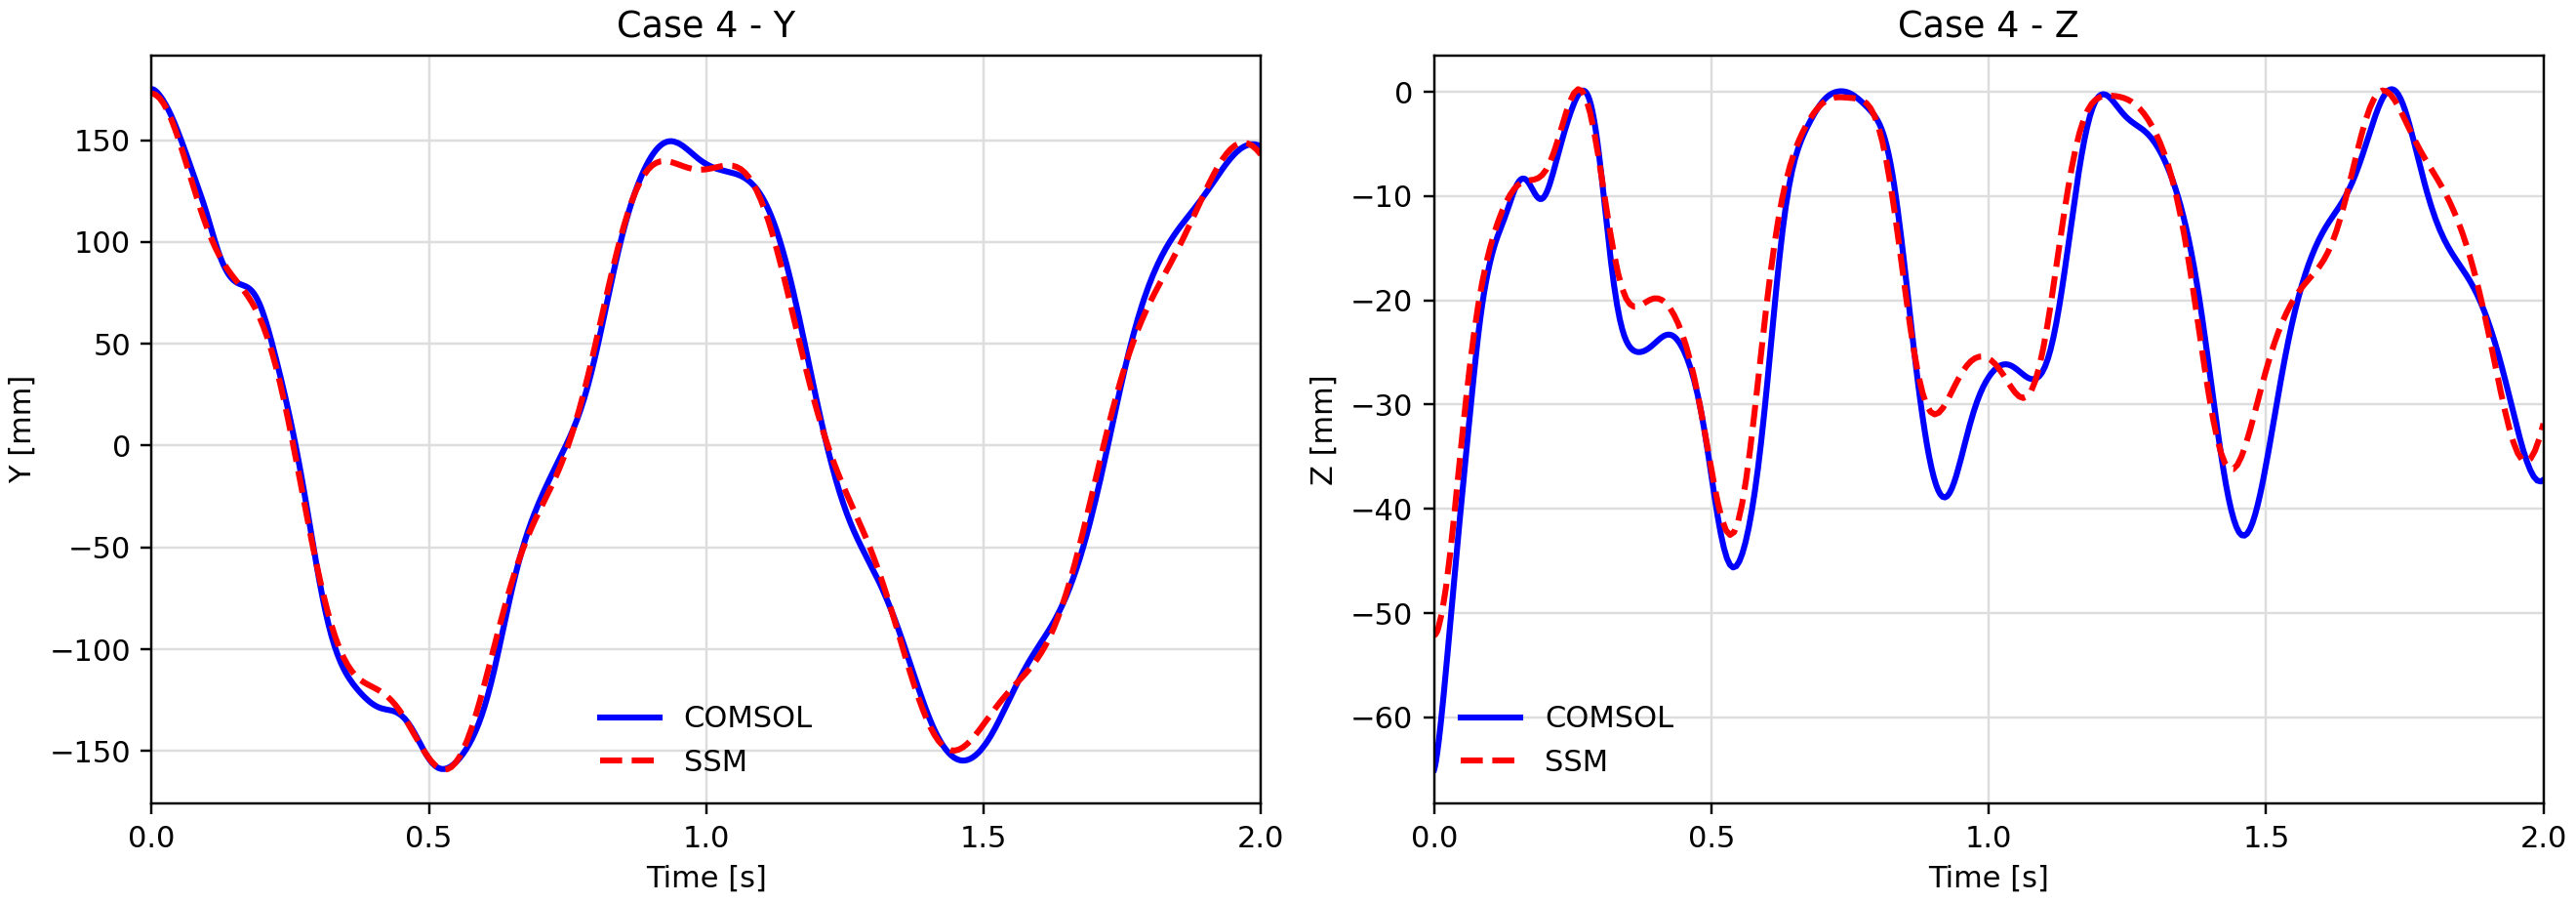 Case 4 - Y
150
100
50
0
−50
−100
−150
Y [mm]
COMSOL
SSM
0.0 0.5 1.0 1.5 2.0
Time [s]
Case 4 - Z
0
−10
−20
−30
−40
−50
−60
Z [mm]
COMSOL
SSM
0.0 0.5 1.0 1.5 2.0
Time [s]